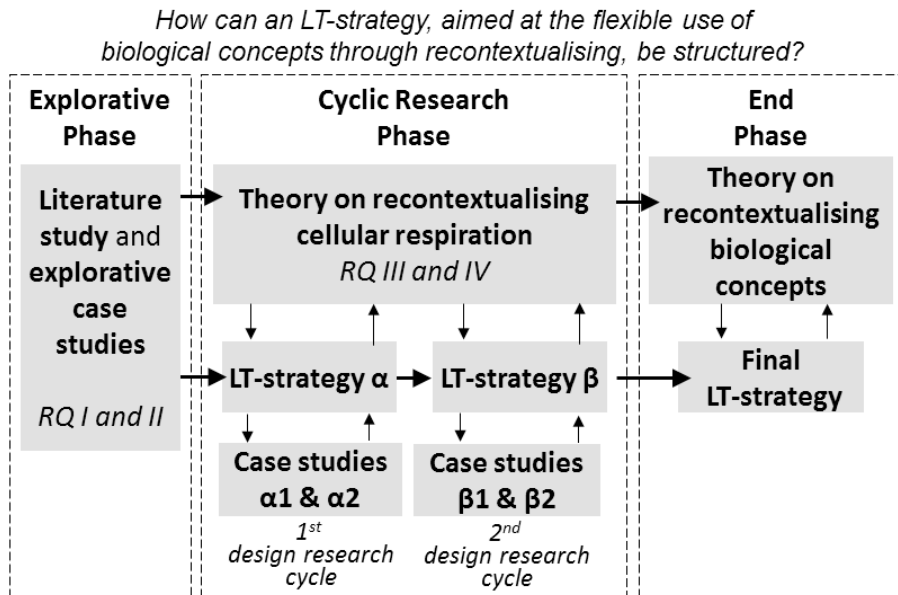 How can an LT-strategy, aimed at the flexible use of
biological concepts through recontextualising, be structured?
Explorative
Phase
Literature
study and
explorative
case
studies
RQ I and II
Cyclic Research
Phase
Theory on recontextualising
cellular respiration
RQ III and IV
LT-strategy α
LT-strategy β
Case studies
α1 & α2
1st
design research
cycle
Case studies
β1 & β2
2nd
design research
cycle
End
Phase
Theory on
recontextualising
biological
concepts
Final
LT-strategy